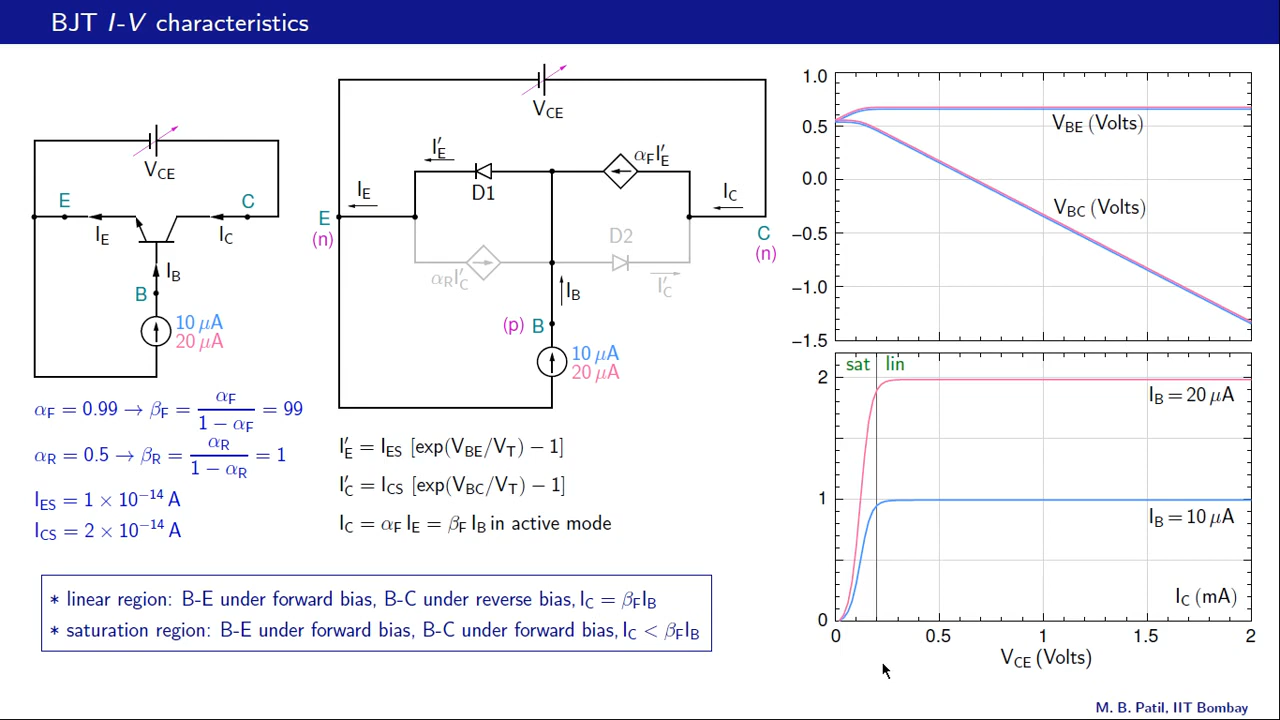 BJT I-V characteristics
V_CE
E
C
I_E
I_C
I_B
B
10 μA
20 μA
α_F = 0.99 → β_F = α_F / (1 − α_F) = 99
α_R = 0.5 → β_R = α_R / (1 − α_R) = 1
I_ES = 1 × 10^−14 A
I_CS = 2 × 10^−14 A
V_CE
I′_E
α_F I′_E
D1
I_E
I_C
E
(n)
C
(n)
D2
α_R I′_C
I′_C
I_B
(p) B
10 μA
20 μA
I′_E = I_ES [exp(V_BE/V_T) − 1]
I′_C = I_CS [exp(V_BC/V_T) − 1]
I_C = α_F I_E = β_F I_B in active mode
∗ linear region: B-E under forward bias, B-C under reverse bias, I_C = β_F I_B
∗ saturation region: B-E under forward bias, B-C under forward bias, I_C < β_F I_B
1.0
0.5
0.0
−0.5
−1.0
−1.5
V_BE (Volts)
V_BC (Volts)
sat lin
2
1
0
I_B = 20 μA
I_B = 10 μA
I_C (mA)
0 0.5 1 1.5 2
V_CE (Volts)
M. B. Patil, IIT Bombay